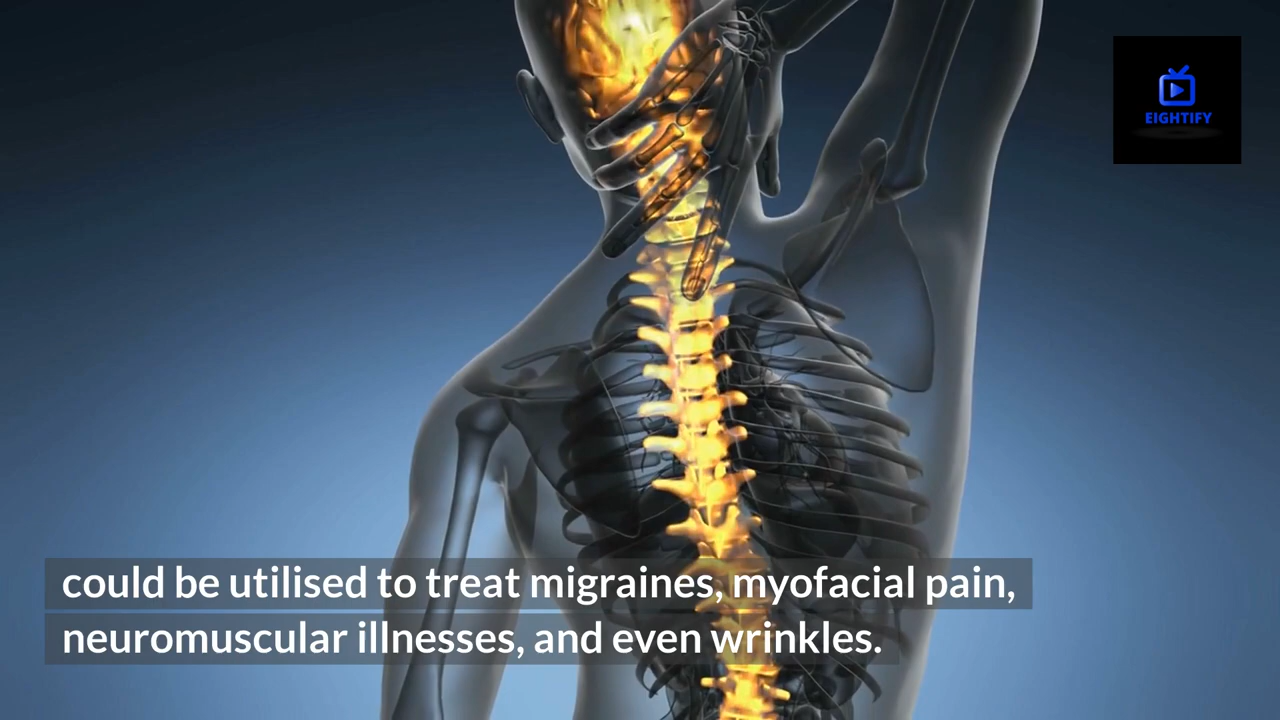 EIGHTIFY
could be utilised to treat migraines, myofacial pain,
neuromuscular illnesses, and even wrinkles.